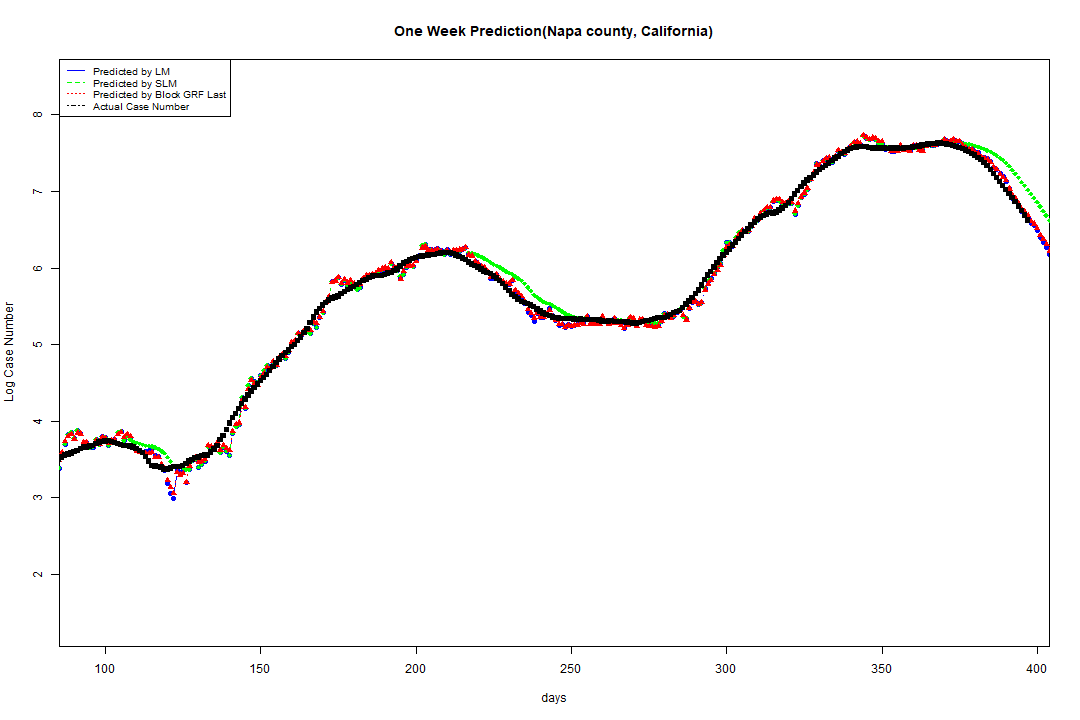 One Week Prediction(Napa county, California)
Predicted by LM
Predicted by SLM
Predicted by Block GRF Last
Actual Case Number
8
7
6
5
4
3
2
Log Case Number
100 150 200 250 300 350 400
days